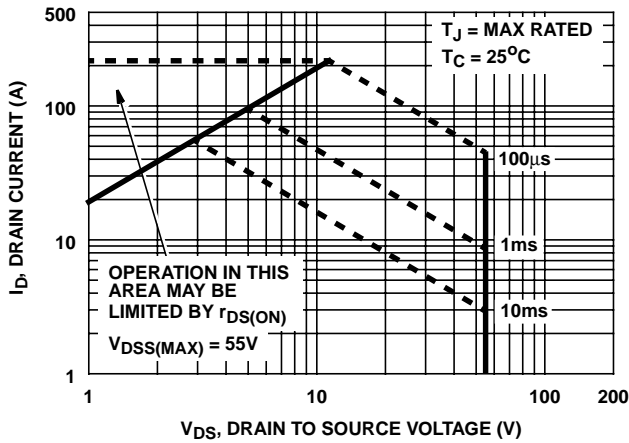 500
T_J = MAX RATED
T_C = 25°C
100
100µs
I_D, DRAIN CURRENT (A)
10
1ms
OPERATION IN THIS
AREA MAY BE
LIMITED BY r_DS(ON)
10ms
V_DSS(MAX) = 55V
1
1 10 100 200
V_DS, DRAIN TO SOURCE VOLTAGE (V)